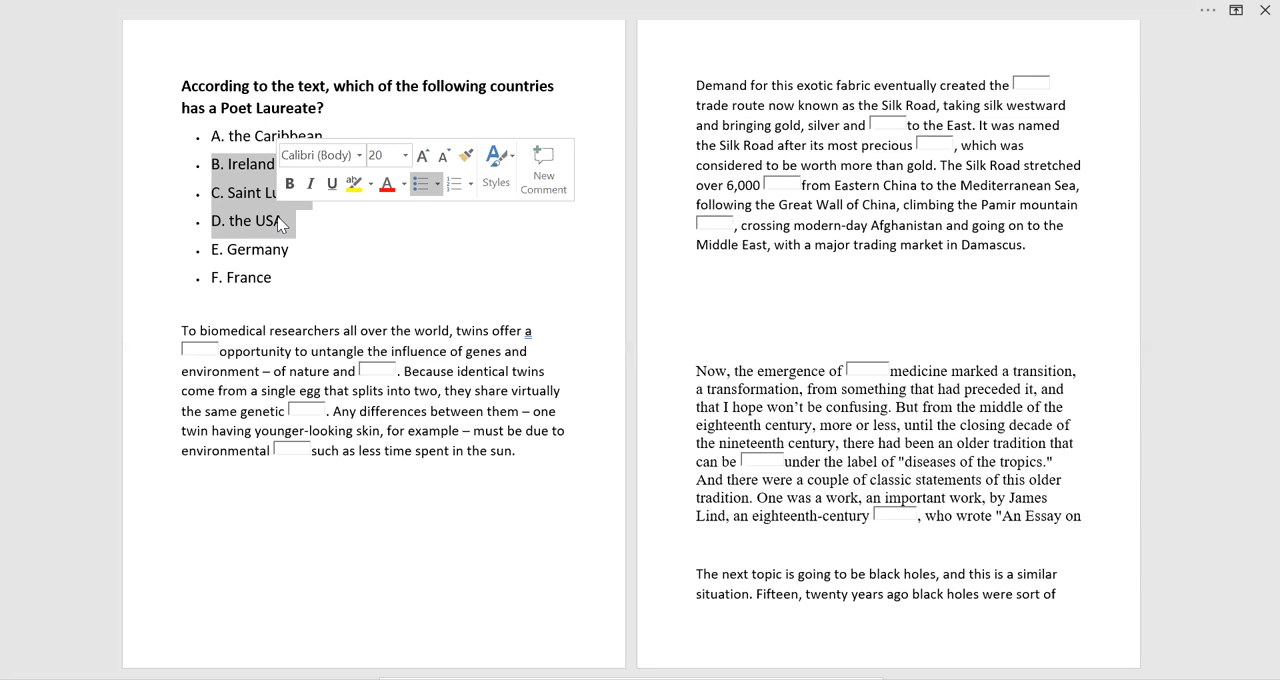 According to the text, which of the following countries
has a Poet Laureate?
• A. the Caribbean
• B. Ireland
• C. Saint Lu
• D. the USA
• E. Germany
• F. France
Calibri (Body) 20 A A
B I U ab A
Styles
New
Comment
To biomedical researchers all over the world, twins offer a
opportunity to untangle the influence of genes and
environment – of nature and . Because identical twins
come from a single egg that splits into two, they share virtually
the same genetic . Any differences between them – one
twin having younger-looking skin, for example – must be due to
environmental such as less time spent in the sun.
Demand for this exotic fabric eventually created the
trade route now known as the Silk Road, taking silk westward
and bringing gold, silver and to the East. It was named
the Silk Road after its most precious , which was
considered to be worth more than gold. The Silk Road stretched
over 6,000 from Eastern China to the Mediterranean Sea,
following the Great Wall of China, climbing the Pamir mountain
, crossing modern-day Afghanistan and going on to the
Middle East, with a major trading market in Damascus.
Now, the emergence of medicine marked a transition,
a transformation, from something that had preceded it, and
that I hope won't be confusing. But from the middle of the
eighteenth century, more or less, until the closing decade of
the nineteenth century, there had been an older tradition that
can be under the label of "diseases of the tropics."
And there were a couple of classic statements of this older
tradition. One was a work, an important work, by James
Lind, an eighteenth-century , who wrote "An Essay on
The next topic is going to be black holes, and this is a similar
situation. Fifteen, twenty years ago black holes were sort of